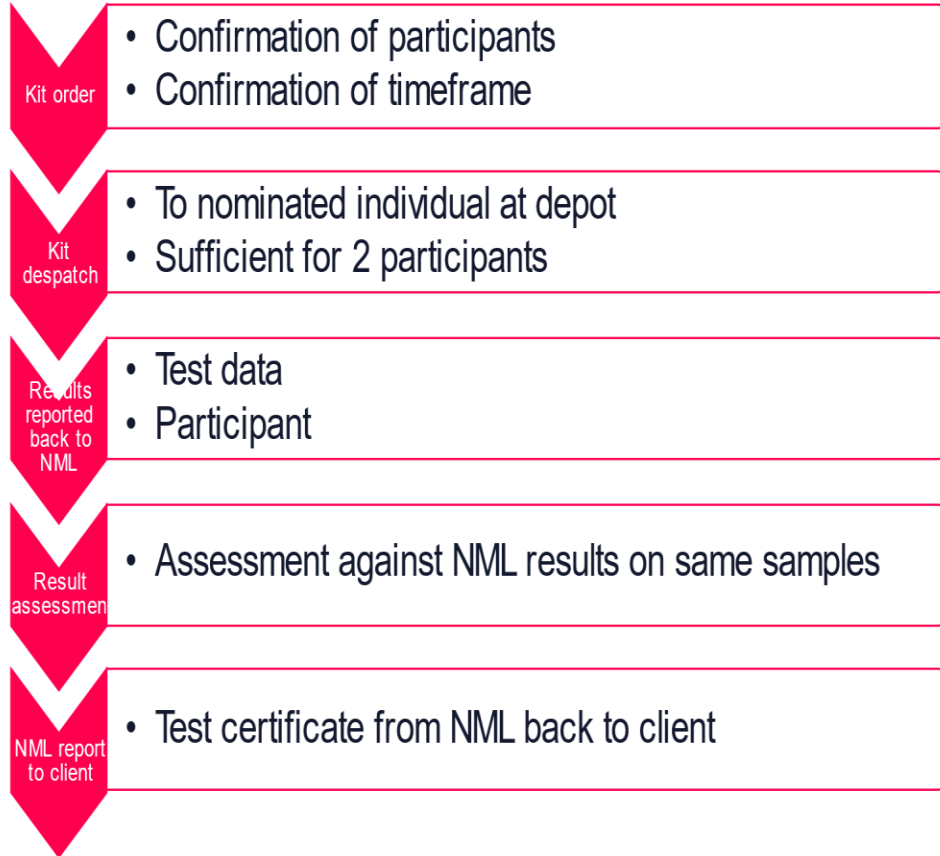 Kit order
• Confirmation of participants
• Confirmation of timeframe
Kit
despatch
• To nominated individual at depot
• Sufficient for 2 participants
Results
reported
back to
NML
• Test data
• Participant
Result
assessmen
• Assessment against NML results on same samples
NML report
to client
• Test certificate from NML back to client